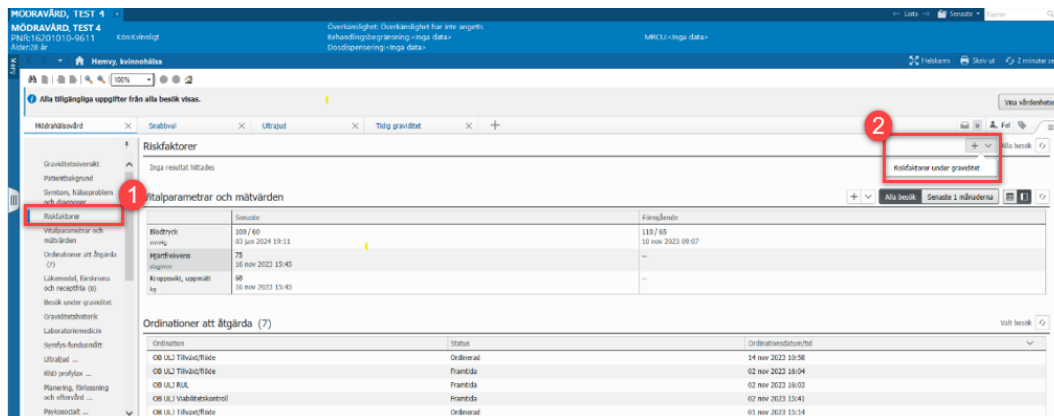 MÖDRAVÅRD, TEST 4
Lista
Senaste
Namn
MÖDRAVÅRD, TEST 4
PNR:16201010-9611
Kön:Kvinnligt
Ålder:28 år
Överkänslighet: Överkänslighet har inte angetts
Behandlingsbegränsning:<Inga data>
Dosdispensering:<Inga data>
MRCU:<Inga data>
Meny
Hemvy, kvinnohälsa
Helskärm
Skriv ut
2 minuter se
100%
Alla tillgängliga uppgifter från alla besök visas.
Visa vårdenheter
Mödrahälsovård
Snabbval
Ultraljud
Tidig graviditet
0
Fel
2
Graviditetsöversikt
Patientbakgrund
Symtom, hälsoproblem
och diagnoser
Riskfaktorer
Vitalparametrar och
mätvärden
Ordinationer att åtgärda
(7)
Läkemedel, förskrivna
och receptfria (0)
Besök under graviditet
Graviditetshistorik
Laboratoriemedicin
Symfys-fundusmått
Ultraljud ...
RhD profylax ...
Planering, förlossning
och eftervård ...
Psykosocialt ...
1
Riskfaktorer
Alla besök
Inga resultat hittades
Riskfaktorer under graviditet
Vitalparametrar och mätvärden
Alla besök
Senaste 1 månaderna
Senaste
Föregående
Blodtryck
mmHg
100/60
03 jan 2024 19:11
110/65
10 nov 2023 09:07
Hjärtfrekvens
slag/min
75
16 nov 2023 15:45
--
Kroppsvikt, uppmätt
kg
68
16 nov 2023 15:45
--
Ordinationer att åtgärda (7)
Valt besök
Ordination
Status
Ordinationsdatum/tid
OB ULJ Tillväxt/flöde
Ordinerad
14 nov 2023 10:58
OB ULJ Tillväxt/flöde
Framtida
02 nov 2023 16:04
OB ULJ RUL
Framtida
02 nov 2023 16:03
OB ULJ Viabilitetskontroll
Framtida
02 nov 2023 15:41
OB ULJ Tillväxt/flöde
Ordinerad
01 nov 2023 15:14